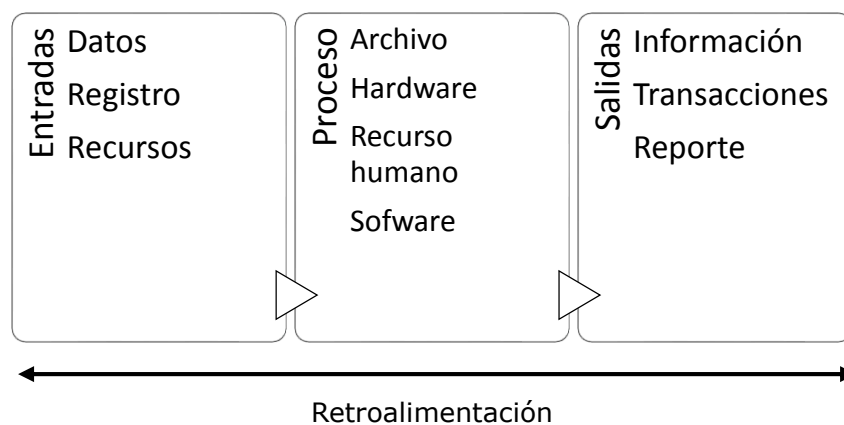 Entradas
Datos
Registro
Recursos
Proceso
Archivo
Hardware
Recurso
humano
Sofware
Salidas
Información
Transacciones
Reporte
Retroalimentación